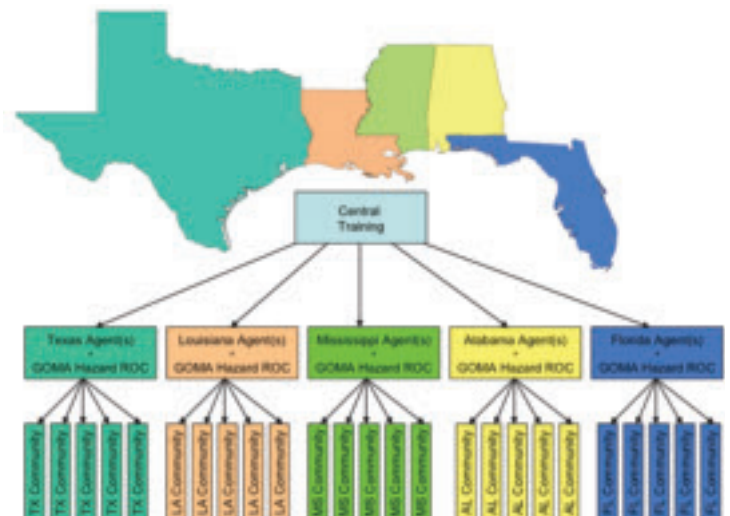 Central
Training
Texas Agent(s)
+
GOMA Hazard ROC
Louisiana Agent(s)
+
GOMA Hazard ROC
Mississippi Agent(s)
+
GOMA Hazard ROC
Alabama Agent(s)
+
GOMA Hazard ROC
Florida Agent(s)
+
GOMA Hazard ROC
TX Community
TX Community
TX Community
TX Community
TX Community
LA Community
LA Community
LA Community
LA Community
LA Community
MS Community
MS Community
MS Community
MS Community
MS Community
AL Community
AL Community
AL Community
AL Community
AL Community
FL Community
FL Community
FL Community
FL Community
FL Community